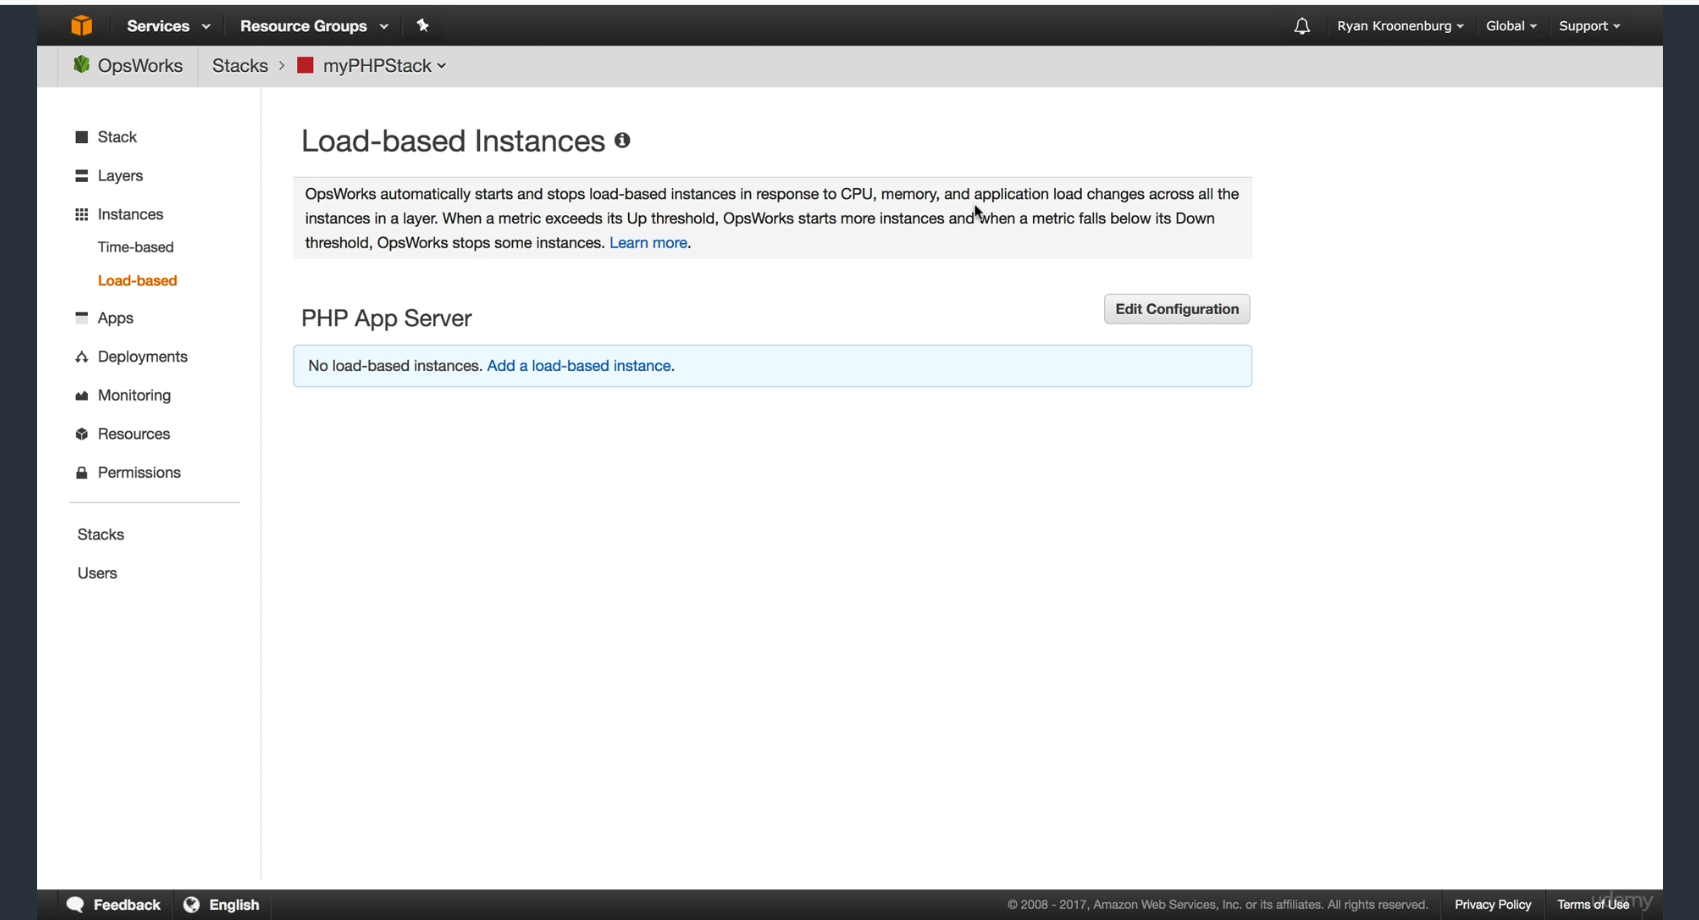 Services
Resource Groups
Ryan Kroonenburg
Global
Support
OpsWorks
Stacks > myPHPStack
Stack
Layers
Instances
Time-based
Load-based
Apps
Deployments
Monitoring
Resources
Permissions
Stacks
Users
Load-based Instances
OpsWorks automatically starts and stops load-based instances in response to CPU, memory, and application load changes across all the
instances in a layer. When a metric exceeds its Up threshold, OpsWorks starts more instances and when a metric falls below its Down
threshold, OpsWorks stops some instances. Learn more.
PHP App Server
Edit Configuration
No load-based instances. Add a load-based instance.
Feedback
English
© 2008 - 2017, Amazon Web Services, Inc. or its affiliates. All rights reserved.
Privacy Policy
Terms of Use
udemy